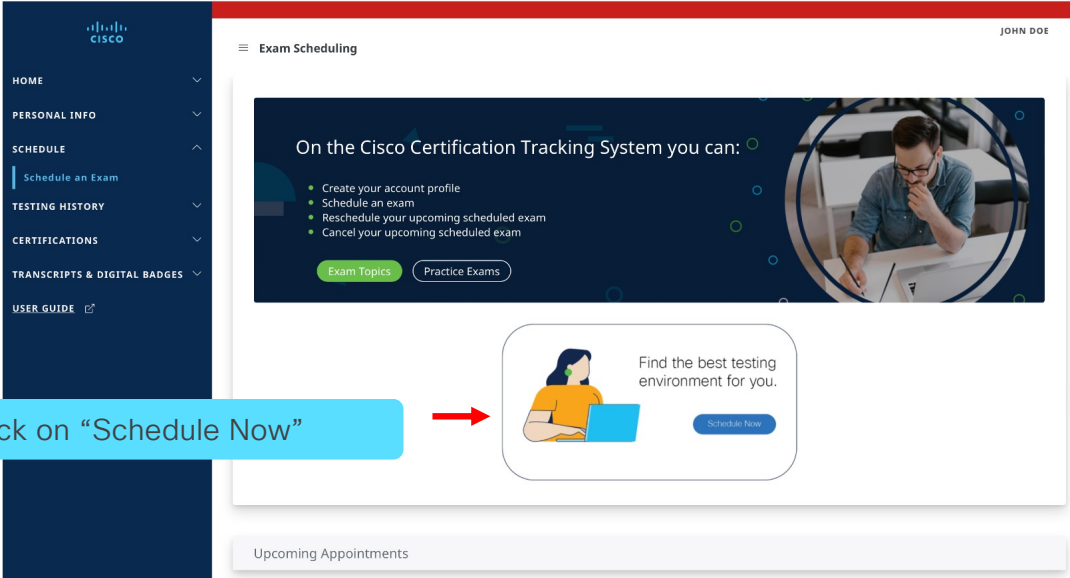 CISCO
JOHN DOE
Exam Scheduling
HOME
PERSONAL INFO
SCHEDULE
Schedule an Exam
TESTING HISTORY
CERTIFICATIONS
TRANSCRIPTS & DIGITAL BADGES
USER GUIDE
On the Cisco Certification Tracking System you can:
Create your account profile
Schedule an exam
Reschedule your upcoming scheduled exam
Cancel your upcoming scheduled exam
Exam Topics
Practice Exams
Find the best testing
environment for you.
Schedule Now
ck on “Schedule Now”
Upcoming Appointments